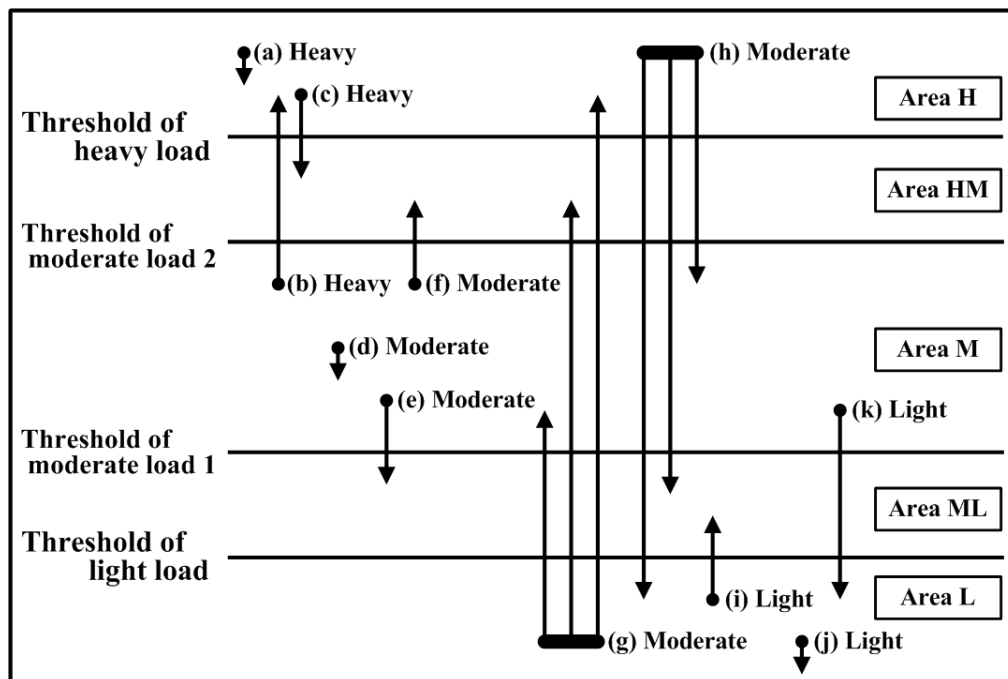 (a) Heavy
(h) Moderate
(c) Heavy
Area H
Threshold of
heavy load
Area HM
Threshold of
moderate load 2
(b) Heavy
(f) Moderate
(d) Moderate
Area M
(e) Moderate
(k) Light
Threshold of
moderate load 1
Area ML
Threshold of
light load
(i) Light
Area L
(g) Moderate
(j) Light